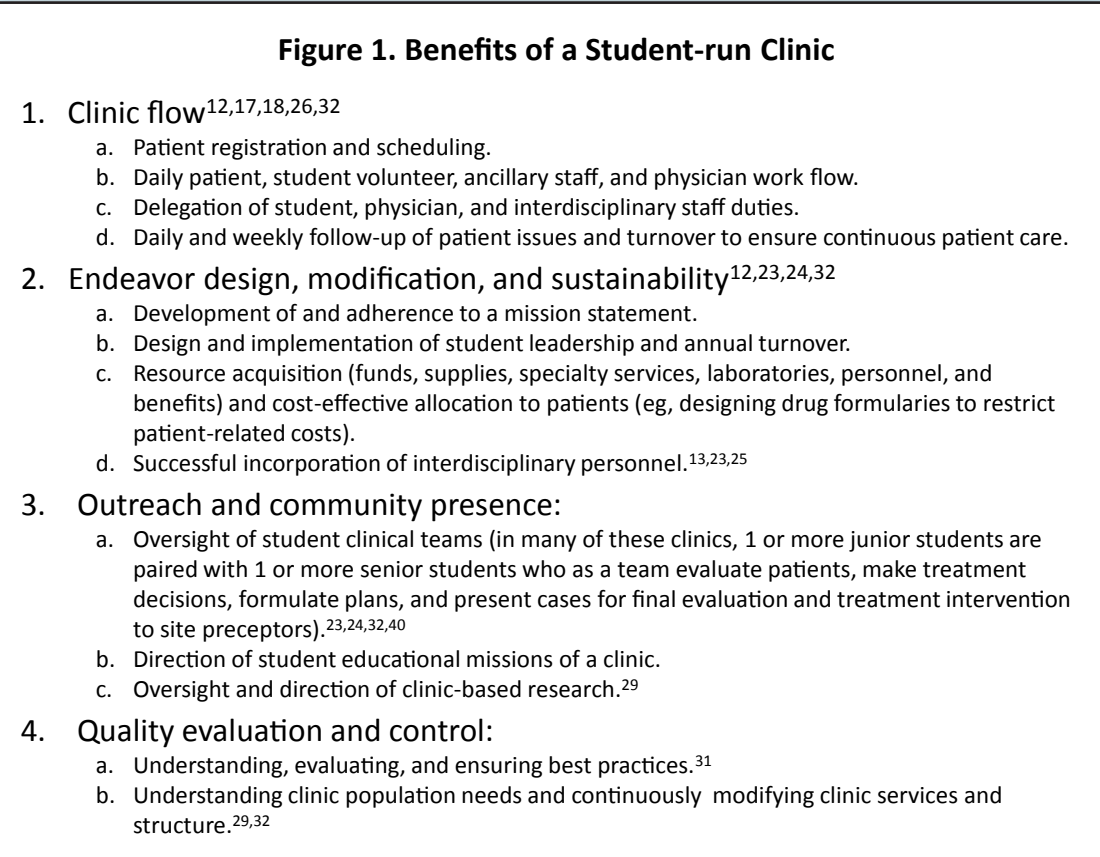 Figure 1. Benefits of a Student-run Clinic
1. Clinic flow12,17,18,26,32
a. Patient registration and scheduling.
b. Daily patient, student volunteer, ancillary staff, and physician work flow.
c. Delegation of student, physician, and interdisciplinary staff duties.
d. Daily and weekly follow-up of patient issues and turnover to ensure continuous patient care.
2. Endeavor design, modification, and sustainability12,23,24,32
a. Development of and adherence to a mission statement.
b. Design and implementation of student leadership and annual turnover.
c. Resource acquisition (funds, supplies, specialty services, laboratories, personnel, and
benefits) and cost-effective allocation to patients (eg, designing drug formularies to restrict
patient-related costs).
d. Successful incorporation of interdisciplinary personnel.13,23,25
3. Outreach and community presence:
a. Oversight of student clinical teams (in many of these clinics, 1 or more junior students are
paired with 1 or more senior students who as a team evaluate patients, make treatment
decisions, formulate plans, and present cases for final evaluation and treatment intervention
to site preceptors).23,24,32,40
b. Direction of student educational missions of a clinic.
c. Oversight and direction of clinic-based research.29
4. Quality evaluation and control:
a. Understanding, evaluating, and ensuring best practices.31
b. Understanding clinic population needs and continuously modifying clinic services and
structure.29,32